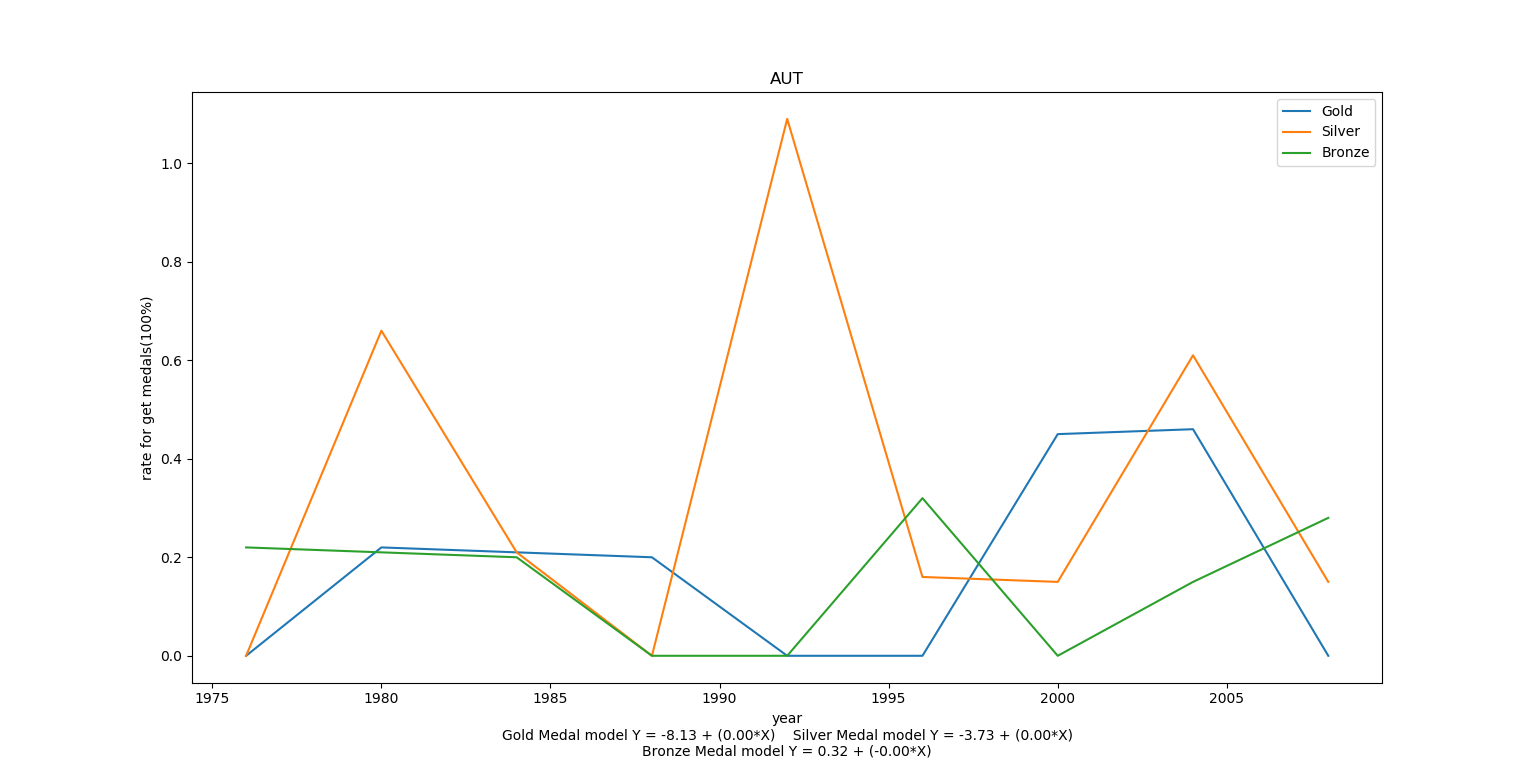 AUT
Gold
Silver
Bronze
1.0
0.8
0.6
0.4
0.2
0.0
rate for get medals(100%)
1975 1980 1985 1990 1995 2000 2005
year
Gold Medal model Y = -8.13 + (0.00*X)    Silver Medal model Y = -3.73 + (0.00*X)
Bronze Medal model Y = 0.32 + (-0.00*X)